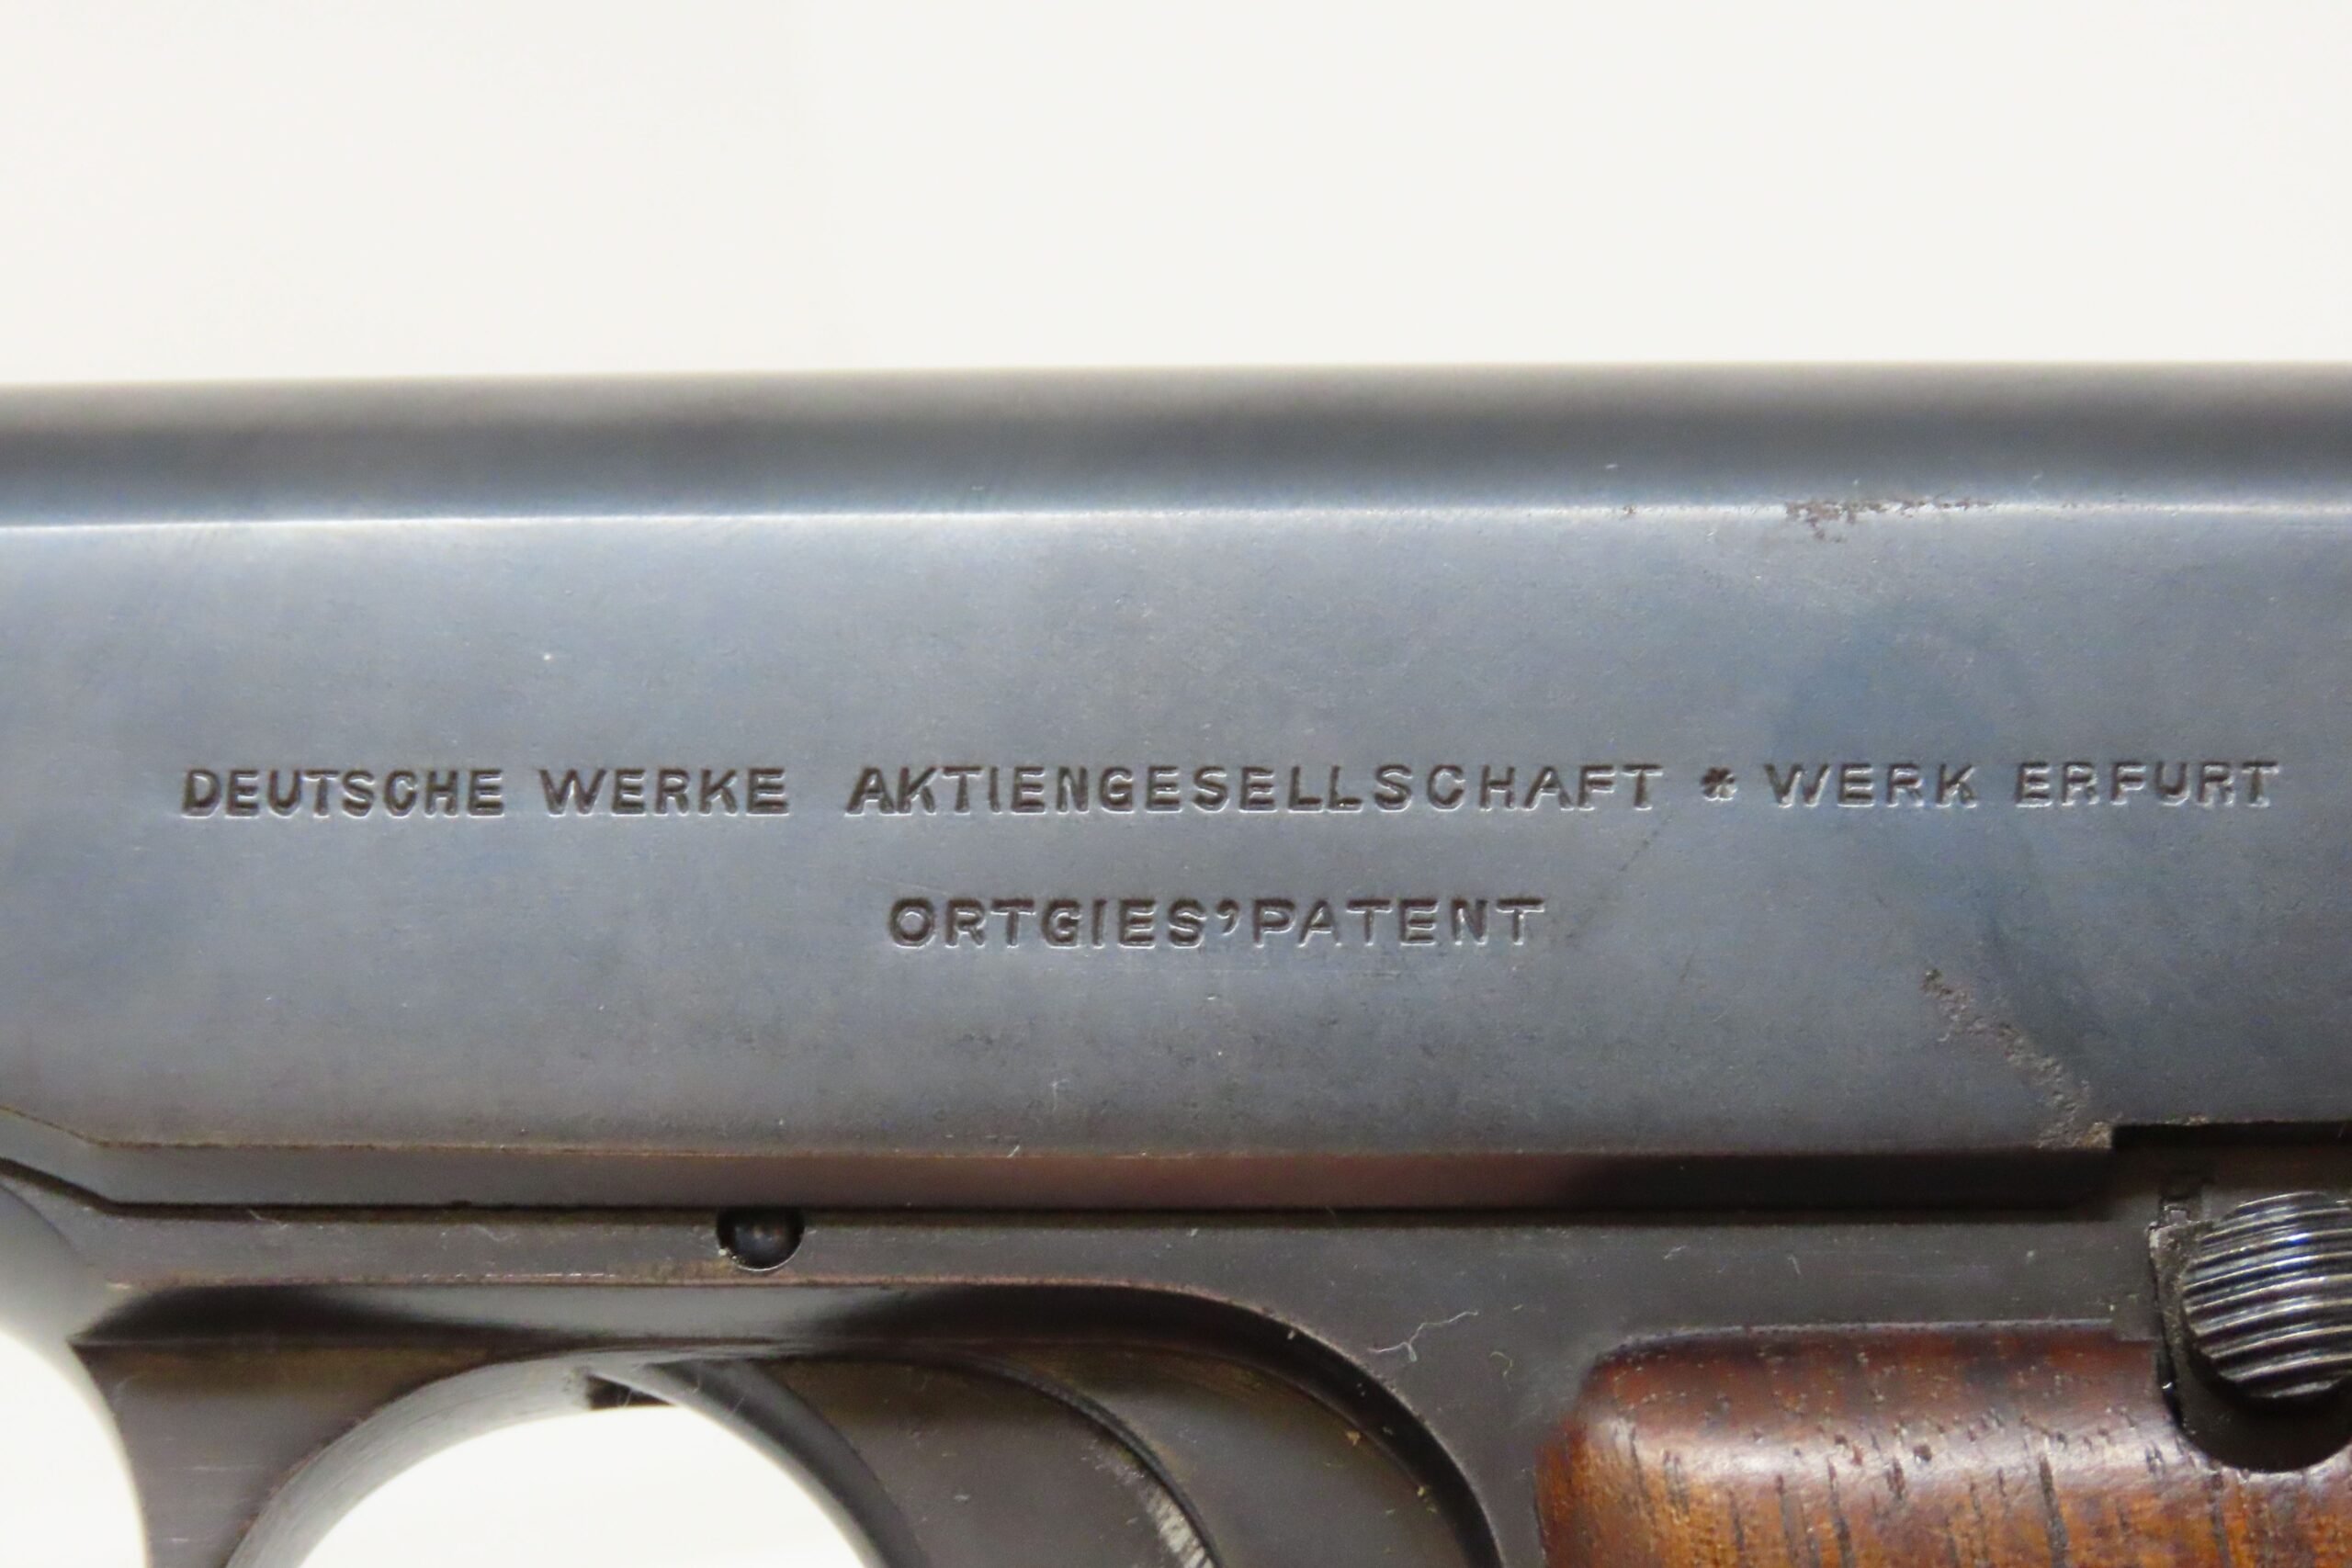 DEUTSCHE WERKE AKTIENGESELLSCHAFT * WERK ERFURT
ORTGIES'PATENT